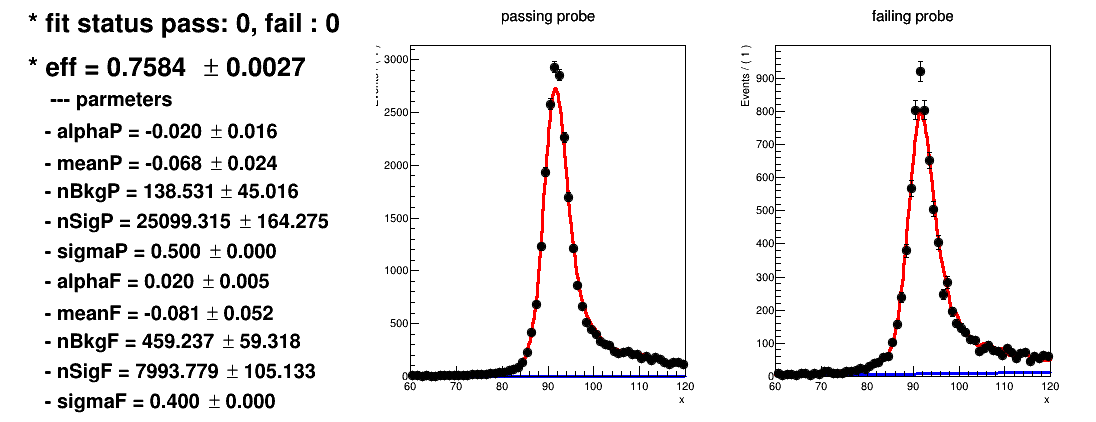 * fit status pass: 0, fail : 0
* eff = 0.7584 ± 0.0027
--- parmeters
- alphaP = -0.020 ± 0.016
- meanP = -0.068 ± 0.024
- nBkgP = 138.531 ± 45.016
- nSigP = 25099.315 ± 164.275
- sigmaP = 0.500 ± 0.000
- alphaF = 0.020 ± 0.005
- meanF = -0.081 ± 0.052
- nBkgF = 459.237 ± 59.318
- nSigF = 7993.779 ± 105.133
- sigmaF = 0.400 ± 0.000
passing probe
3000
2500
2000
1500
1000
500
0
60 70 80 90 100 110 120
x
failing probe
Events / ( 1 )
900
800
700
600
500
400
300
200
100
0
60 70 80 90 100 110 120
x